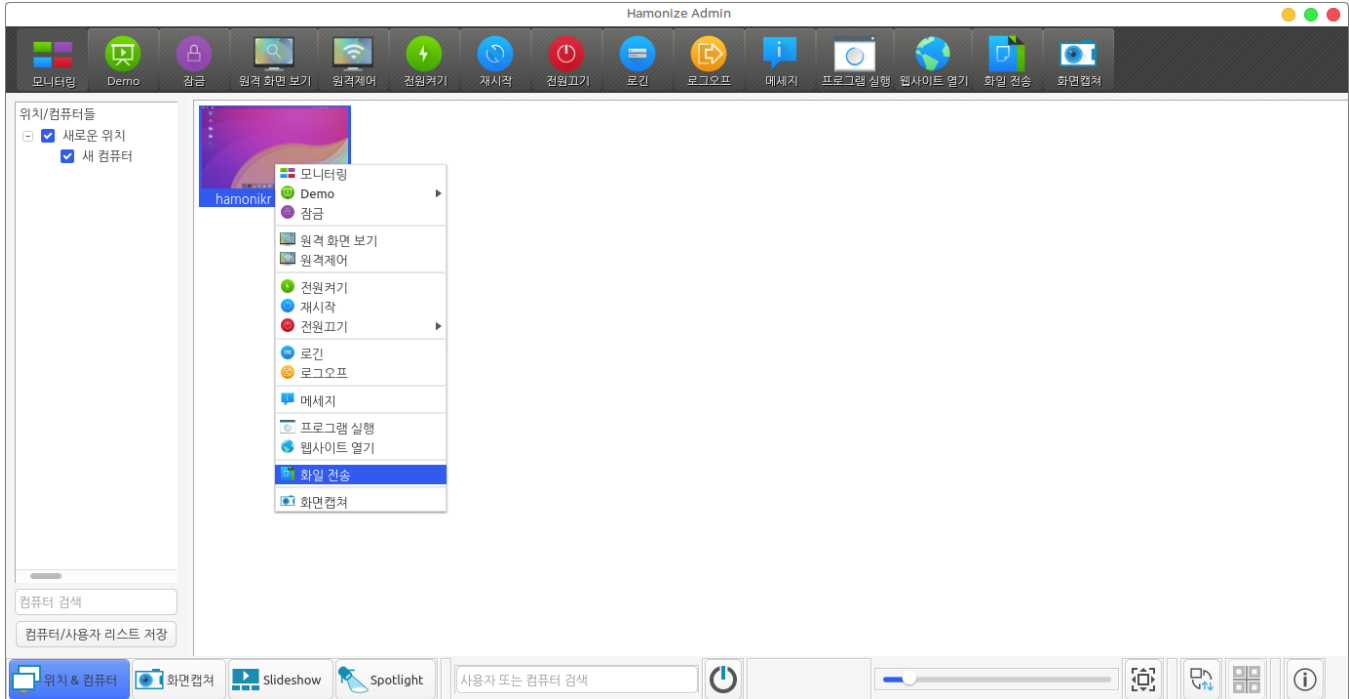 Hamonize Admin
모니터링 Demo 잠금 원격 화면 보기 원격제어 전원켜기 재시작 전원끄기 로긴 로그오프 메세지 프로그램 실행 웹사이트 열기 화일 전송 화면캡쳐
위치/컴퓨터들
새로운 위치
새 컴퓨터
hamonikr
모니터링
Demo
잠금
원격 화면 보기
원격제어
전원켜기
재시작
전원끄기
로긴
로그오프
메세지
프로그램 실행
웹사이트 열기
화일 전송
화면캡쳐
컴퓨터 검색
컴퓨터/사용자 리스트 저장
위치 & 컴퓨터 화면캡쳐 Slideshow Spotlight 사용자 또는 컴퓨터 검색